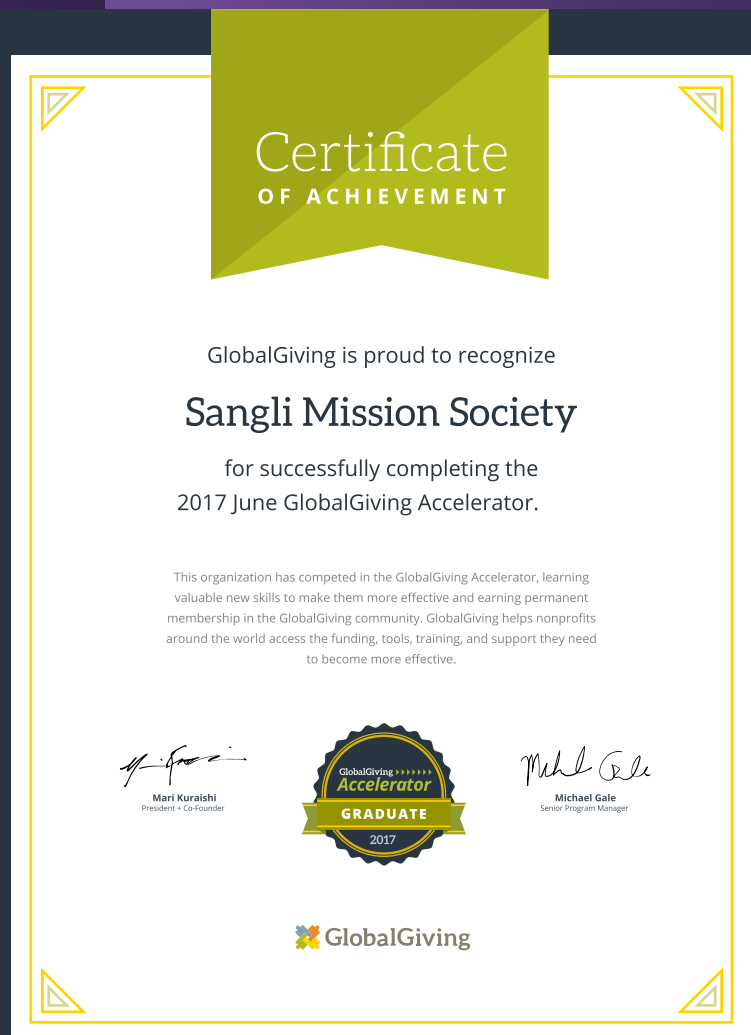 Certificate
OF ACHIEVEMENT
GlobalGiving is proud to recognize
Sangli Mission Society
for successfully completing the
2017 June GlobalGiving Accelerator.
This organization has competed in the GlobalGiving Accelerator, learning
valuable new skills to make them more effective and earning permanent
membership in the GlobalGiving community. GlobalGiving helps nonprofits
around the world access the funding, tools, training, and support they need
to become more effective.
Mari Kuraishi
President + Co-Founder
GlobalGiving
Accelerator
GRADUATE
2017
Michael Gale
Senior Program Manager
GlobalGiving